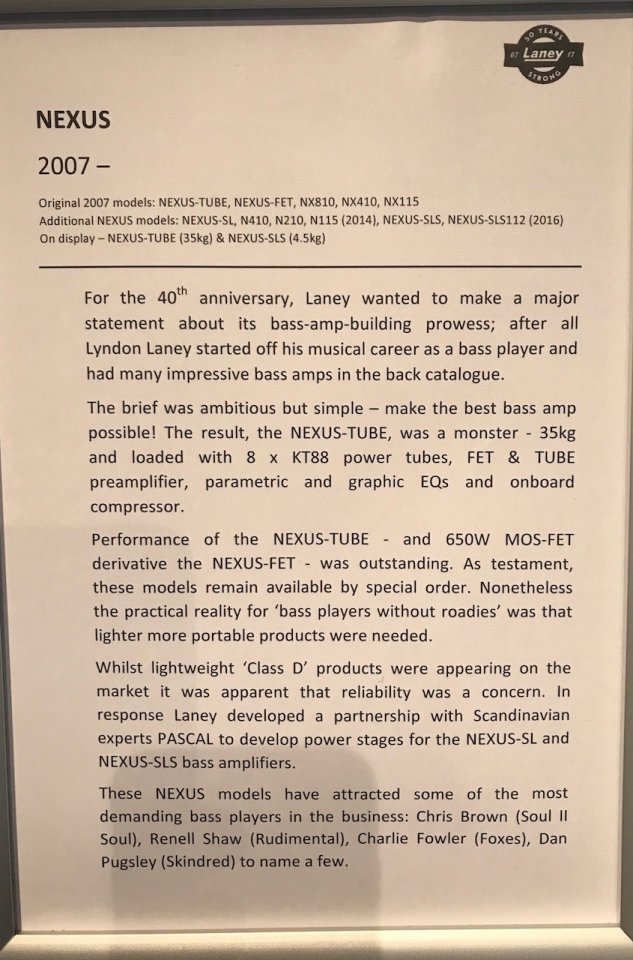 50 YEARS
67 Laney 17
STRONG
NEXUS
2007 –
Original 2007 models: NEXUS-TUBE, NEXUS-FET, NX810, NX410, NX115
Additional NEXUS models: NEXUS-SL, N410, N210, N115 (2014), NEXUS-SLS, NEXUS-SLS112 (2016)
On display – NEXUS-TUBE (35kg) & NEXUS-SLS (4.5kg)
For the 40th anniversary, Laney wanted to make a major
statement about its bass-amp-building prowess; after all
Lyndon Laney started off his musical career as a bass player and
had many impressive bass amps in the back catalogue.
The brief was ambitious but simple – make the best bass amp
possible! The result, the NEXUS-TUBE, was a monster - 35kg
and loaded with 8 x KT88 power tubes, FET & TUBE
preamplifier, parametric and graphic EQs and onboard
compressor.
Performance of the NEXUS-TUBE - and 650W MOS-FET
derivative the NEXUS-FET - was outstanding. As testament,
these models remain available by special order. Nonetheless
the practical reality for ‘bass players without roadies’ was that
lighter more portable products were needed.
Whilst lightweight ‘Class D’ products were appearing on the
market it was apparent that reliability was a concern. In
response Laney developed a partnership with Scandinavian
experts PASCAL to develop power stages for the NEXUS-SL and
NEXUS-SLS bass amplifiers.
These NEXUS models have attracted some of the most
demanding bass players in the business: Chris Brown (Soul II
Soul), Renell Shaw (Rudimental), Charlie Fowler (Foxes), Dan
Pugsley (Skindred) to name a few.